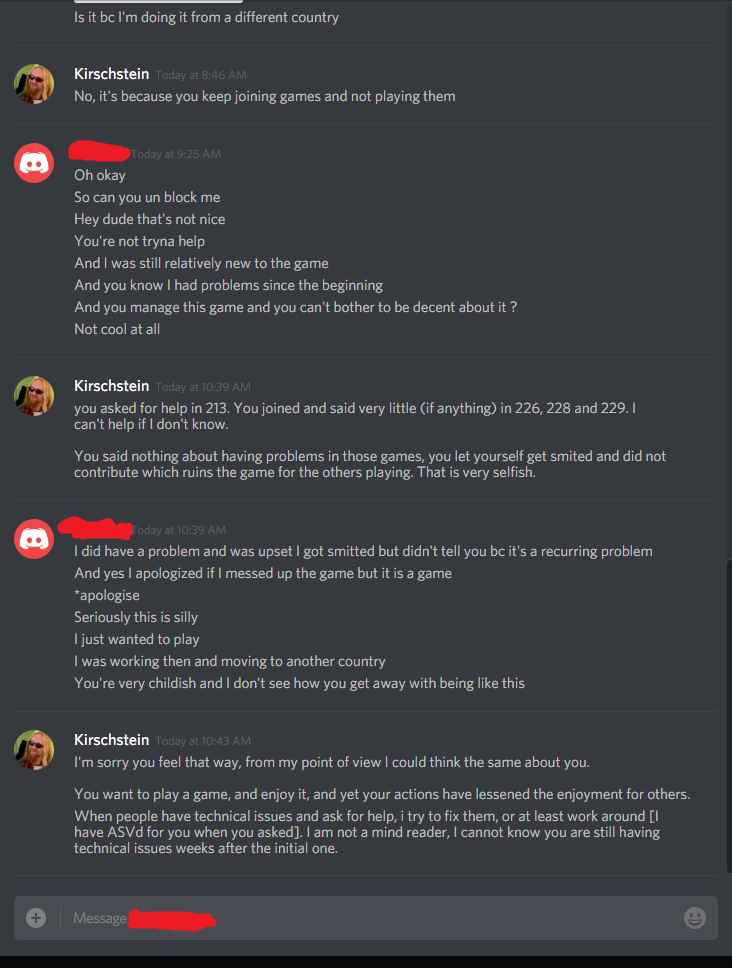 Is it bc I'm doing it from a different country
Kirschstein Today at 8:46 AM
No, it's because you keep joining games and not playing them
Today at 9:25 AM
Oh okay
So can you un block me
Hey dude that's not nice
You're not tryna help
And I was still relatively new to the game
And you know I had problems since the beginning
And you manage this game and you can't bother to be decent about it ?
Not cool at all
Kirschstein Today at 10:39 AM
you asked for help in 213. You joined and said very little (if anything) in 226, 228 and 229. I
can't help if I don't know.
You said nothing about having problems in those games, you let yourself get smited and did not
contribute which ruins the game for the others playing. That is very selfish.
Today at 10:39 AM
I did have a problem and was upset I got smitted but didn't tell you bc it's a recurring problem
And yes I apologized if I messed up the game but it is a game
*apologise
Seriously this is silly
I just wanted to play
I was working then and moving to another country
You're very childish and I don't see how you get away with being like this
Kirschstein Today at 10:43 AM
I'm sorry you feel that way, from my point of view I could think the same about you.
You want to play a game, and enjoy it, and yet your actions have lessened the enjoyment for others.
When people have technical issues and ask for help, i try to fix them, or at least work around [I
have ASVd for you when you asked]. I am not a mind reader, I cannot know you are still having
technical issues weeks after the initial one.
Message